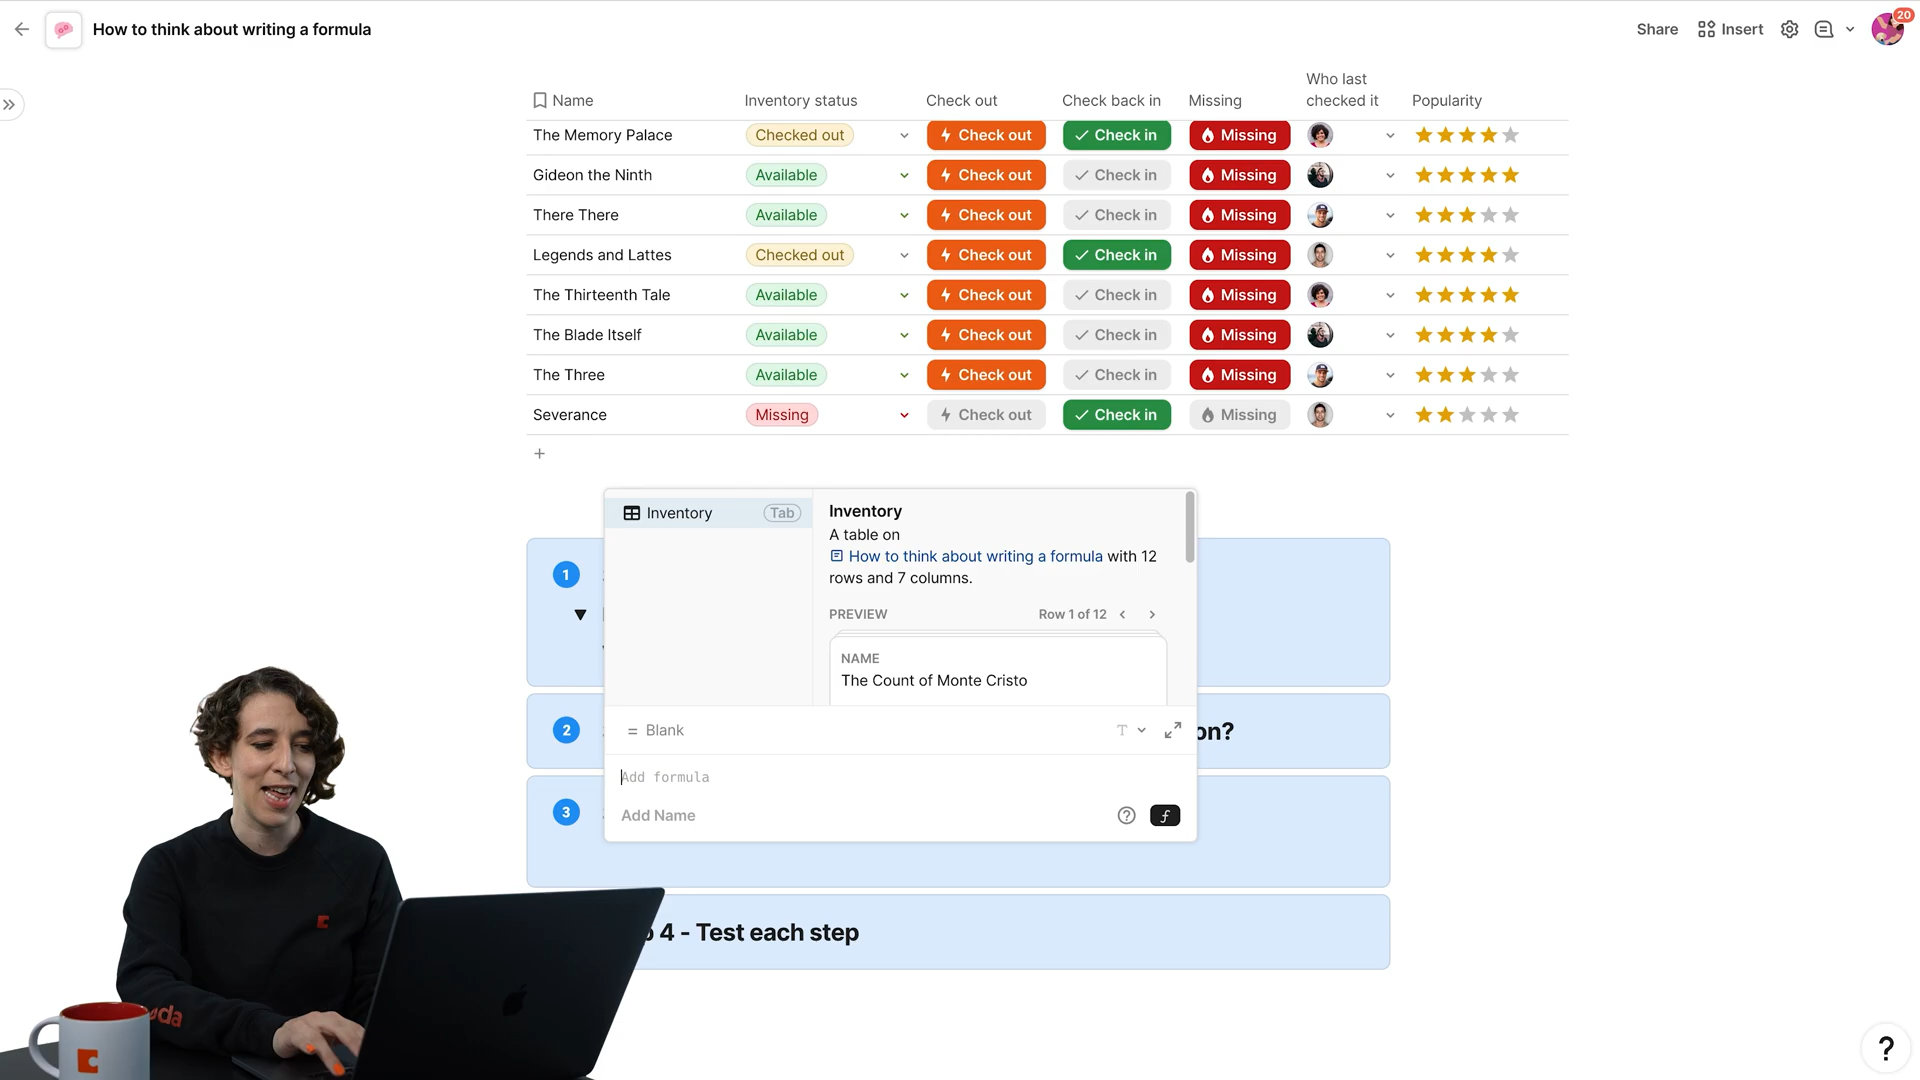 How to think about writing a formula
Share
Insert
20
Name
Inventory status
Check out
Check back in
Missing
Who last
checked it
Popularity
The Memory Palace Checked out Check out Check in Missing
Gideon the Ninth Available Check out Check in Missing
There There Available Check out Check in Missing
Legends and Lattes Checked out Check out Check in Missing
The Thirteenth Tale Available Check out Check in Missing
The Blade Itself Available Check out Check in Missing
The Three Available Check out Check in Missing
Severance Missing Check out Check in Missing
+
Inventory Tab
Inventory
A table on
How to think about writing a formula with 12
rows and 7 columns.
PREVIEW Row 1 of 12
NAME
The Count of Monte Cristo
1
= Blank
T
2
on?
Add formula
3
Add Name
4 - Test each step
?